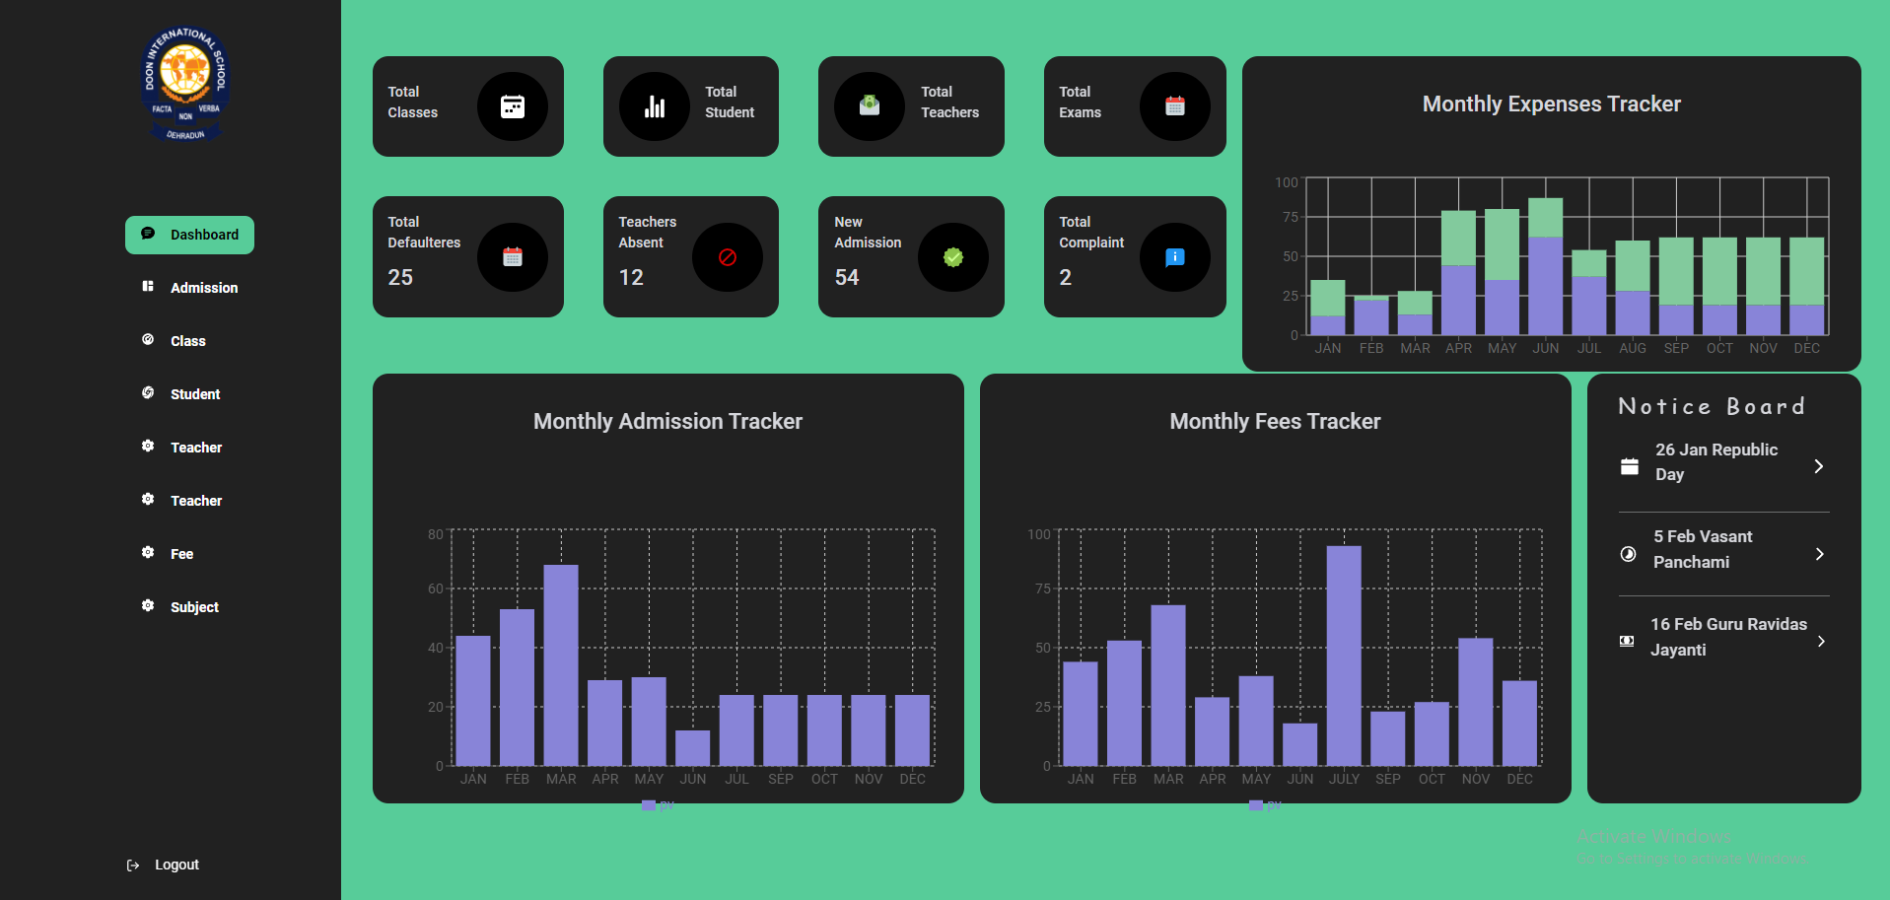 DOON INTERNATIONAL SCHOOL
FACTA
VERBA
NON
DEHRADUN
Dashboard
Admission
Class
Student
Teacher
Teacher
Fee
Subject
Logout
Total
Classes
Total
Student
Total
Teachers
Total
Exams
Total
Defaulteres
25
Teachers
Absent
12
New
Admission
54
Total
Complaint
2
Monthly Expenses Tracker
100
75
50
25
0
JAN FEB MAR APR MAY JUN JUL AUG SEP OCT NOV DEC
Monthly Admission Tracker
80
60
40
20
0
JAN FEB MAR APR MAY JUN JUL SEP OCT NOV DEC
pv
Monthly Fees Tracker
100
75
50
25
0
JAN FEB MAR APR MAY JUN JULY SEP OCT NOV DEC
pv
Notice Board
26 Jan Republic
Day
5 Feb Vasant
Panchami
16 Feb Guru Ravidas
Jayanti
Activate Windows
Go to Settings to activate Windows.